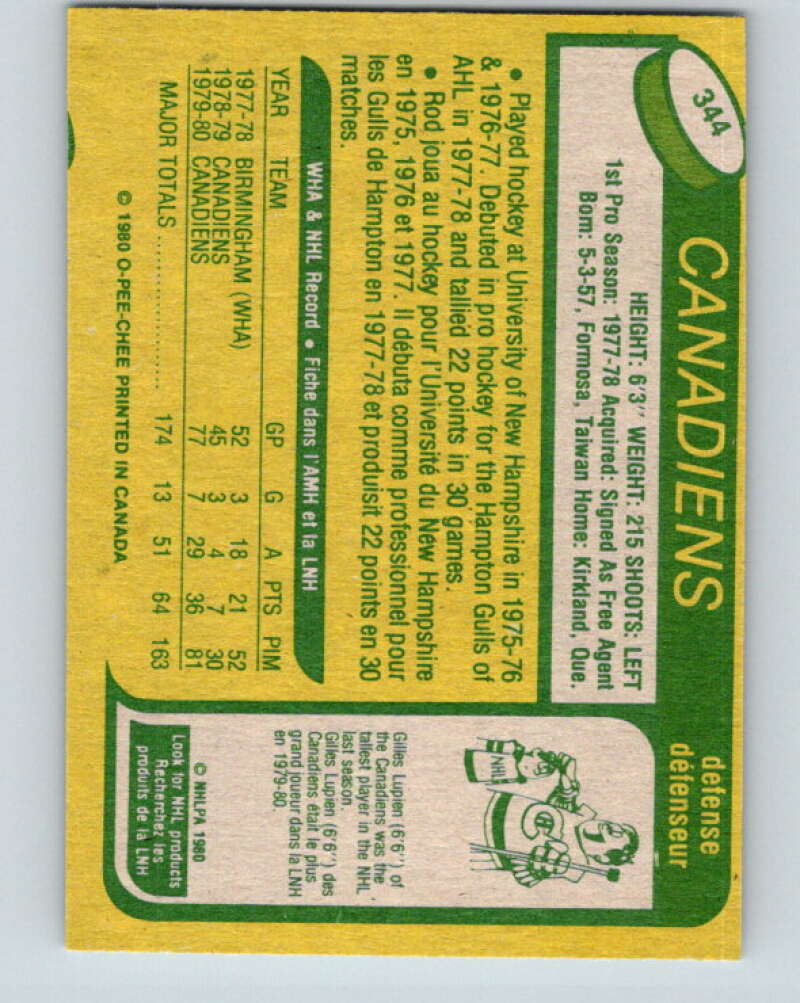 344
CANADIENS
defense
défenseur
HEIGHT: 6'3" WEIGHT: 215 SHOOTS: LEFT
1st Pro Season: 1977-78 Acquired: Signed As Free Agent
Born: 5-3-57, Formosa, Taiwan Home: Kirkland, Que.
• Played hockey at University of New Hampshire in 1975-76
& 1976-77. Debuted in pro hockey for the Hampton Gulls of
AHL in 1977-78 and tallied 22 points in 30 games.
• Rod joua au hockey pour l'Université du New Hampshire
en 1975, 1976 et 1977. Il débuta comme professionnel pour
les Gulls de Hampton en 1977-78 et produisit 22 points en 30
matches.
WHA & NHL Record • Fiche dans l'AMH et la LNH
YEAR TEAM GP G A PTS PIM
1977-78 BIRMINGHAM (WHA) 52 3 18 21 52
1978-79 CANADIENS 45 3 4 7 30
1979-80 CANADIENS 77 7 29 36 81
MAJOR TOTALS .................... 174 13 51 64 163
© 1980 O-PEE-CHEE PRINTED IN CANADA
NHL
Gilles Lupien (6'6") of
the Canadiens was the
tallest player in the NHL
last season.
Gilles Lupien (6'6") des
Canadiens était le plus
grand joueur dans la LNH
en 1979-80.
© NHLPA 1980
Look for NHL products
Recherchez les
produits de la LNH